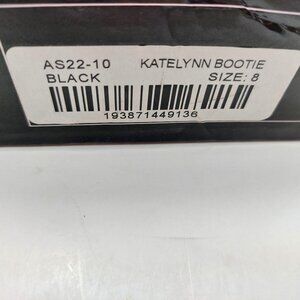 AS22-10 KATELYNN BOOTIE
BLACK SIZE: 8
193871449136